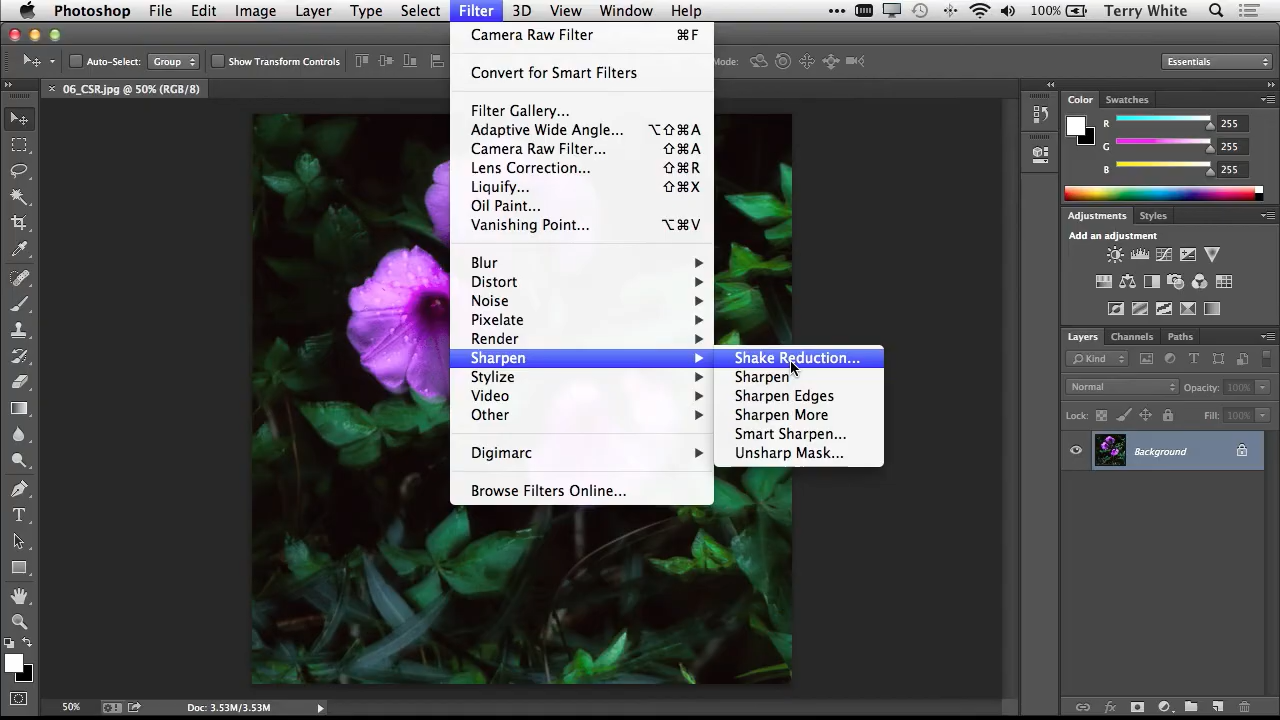 Photoshop File Edit Image Layer Type Select Filter 3D View Window Help 100% Terry White
Auto-Select: Group Show Transform Controls Mode: Essentials
× 06_CSR.jpg @ 50% (RGB/8)
Camera Raw Filter ⌘F
Convert for Smart Filters
Filter Gallery...
Adaptive Wide Angle... ⌥⇧⌘A
Camera Raw Filter... ⇧⌘A
Lens Correction... ⇧⌘R
Liquify... ⇧⌘X
Oil Paint...
Vanishing Point... ⌥⌘V
Blur
Distort
Noise
Pixelate
Render
Sharpen
Stylize
Video
Other
Digimarc
Browse Filters Online...
Shake Reduction...
Sharpen
Sharpen Edges
Sharpen More
Smart Sharpen...
Unsharp Mask...
Color Swatches
R 255
G 255
B 255
Adjustments Styles
Add an adjustment
Layers Channels Paths
Kind
Normal Opacity: 100%
Lock: Fill: 100%
Background
50% Doc: 3.53M/3.53M